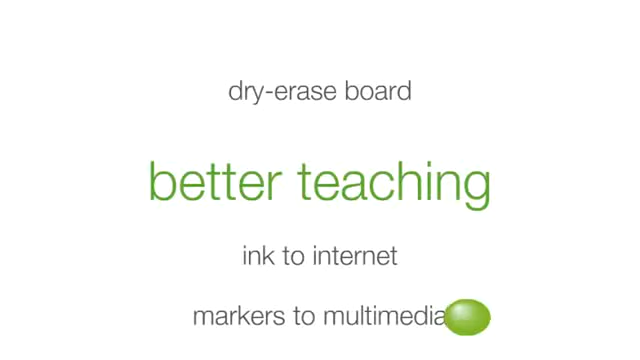 dry-erase board
better teaching
ink to internet
markers to multimedia